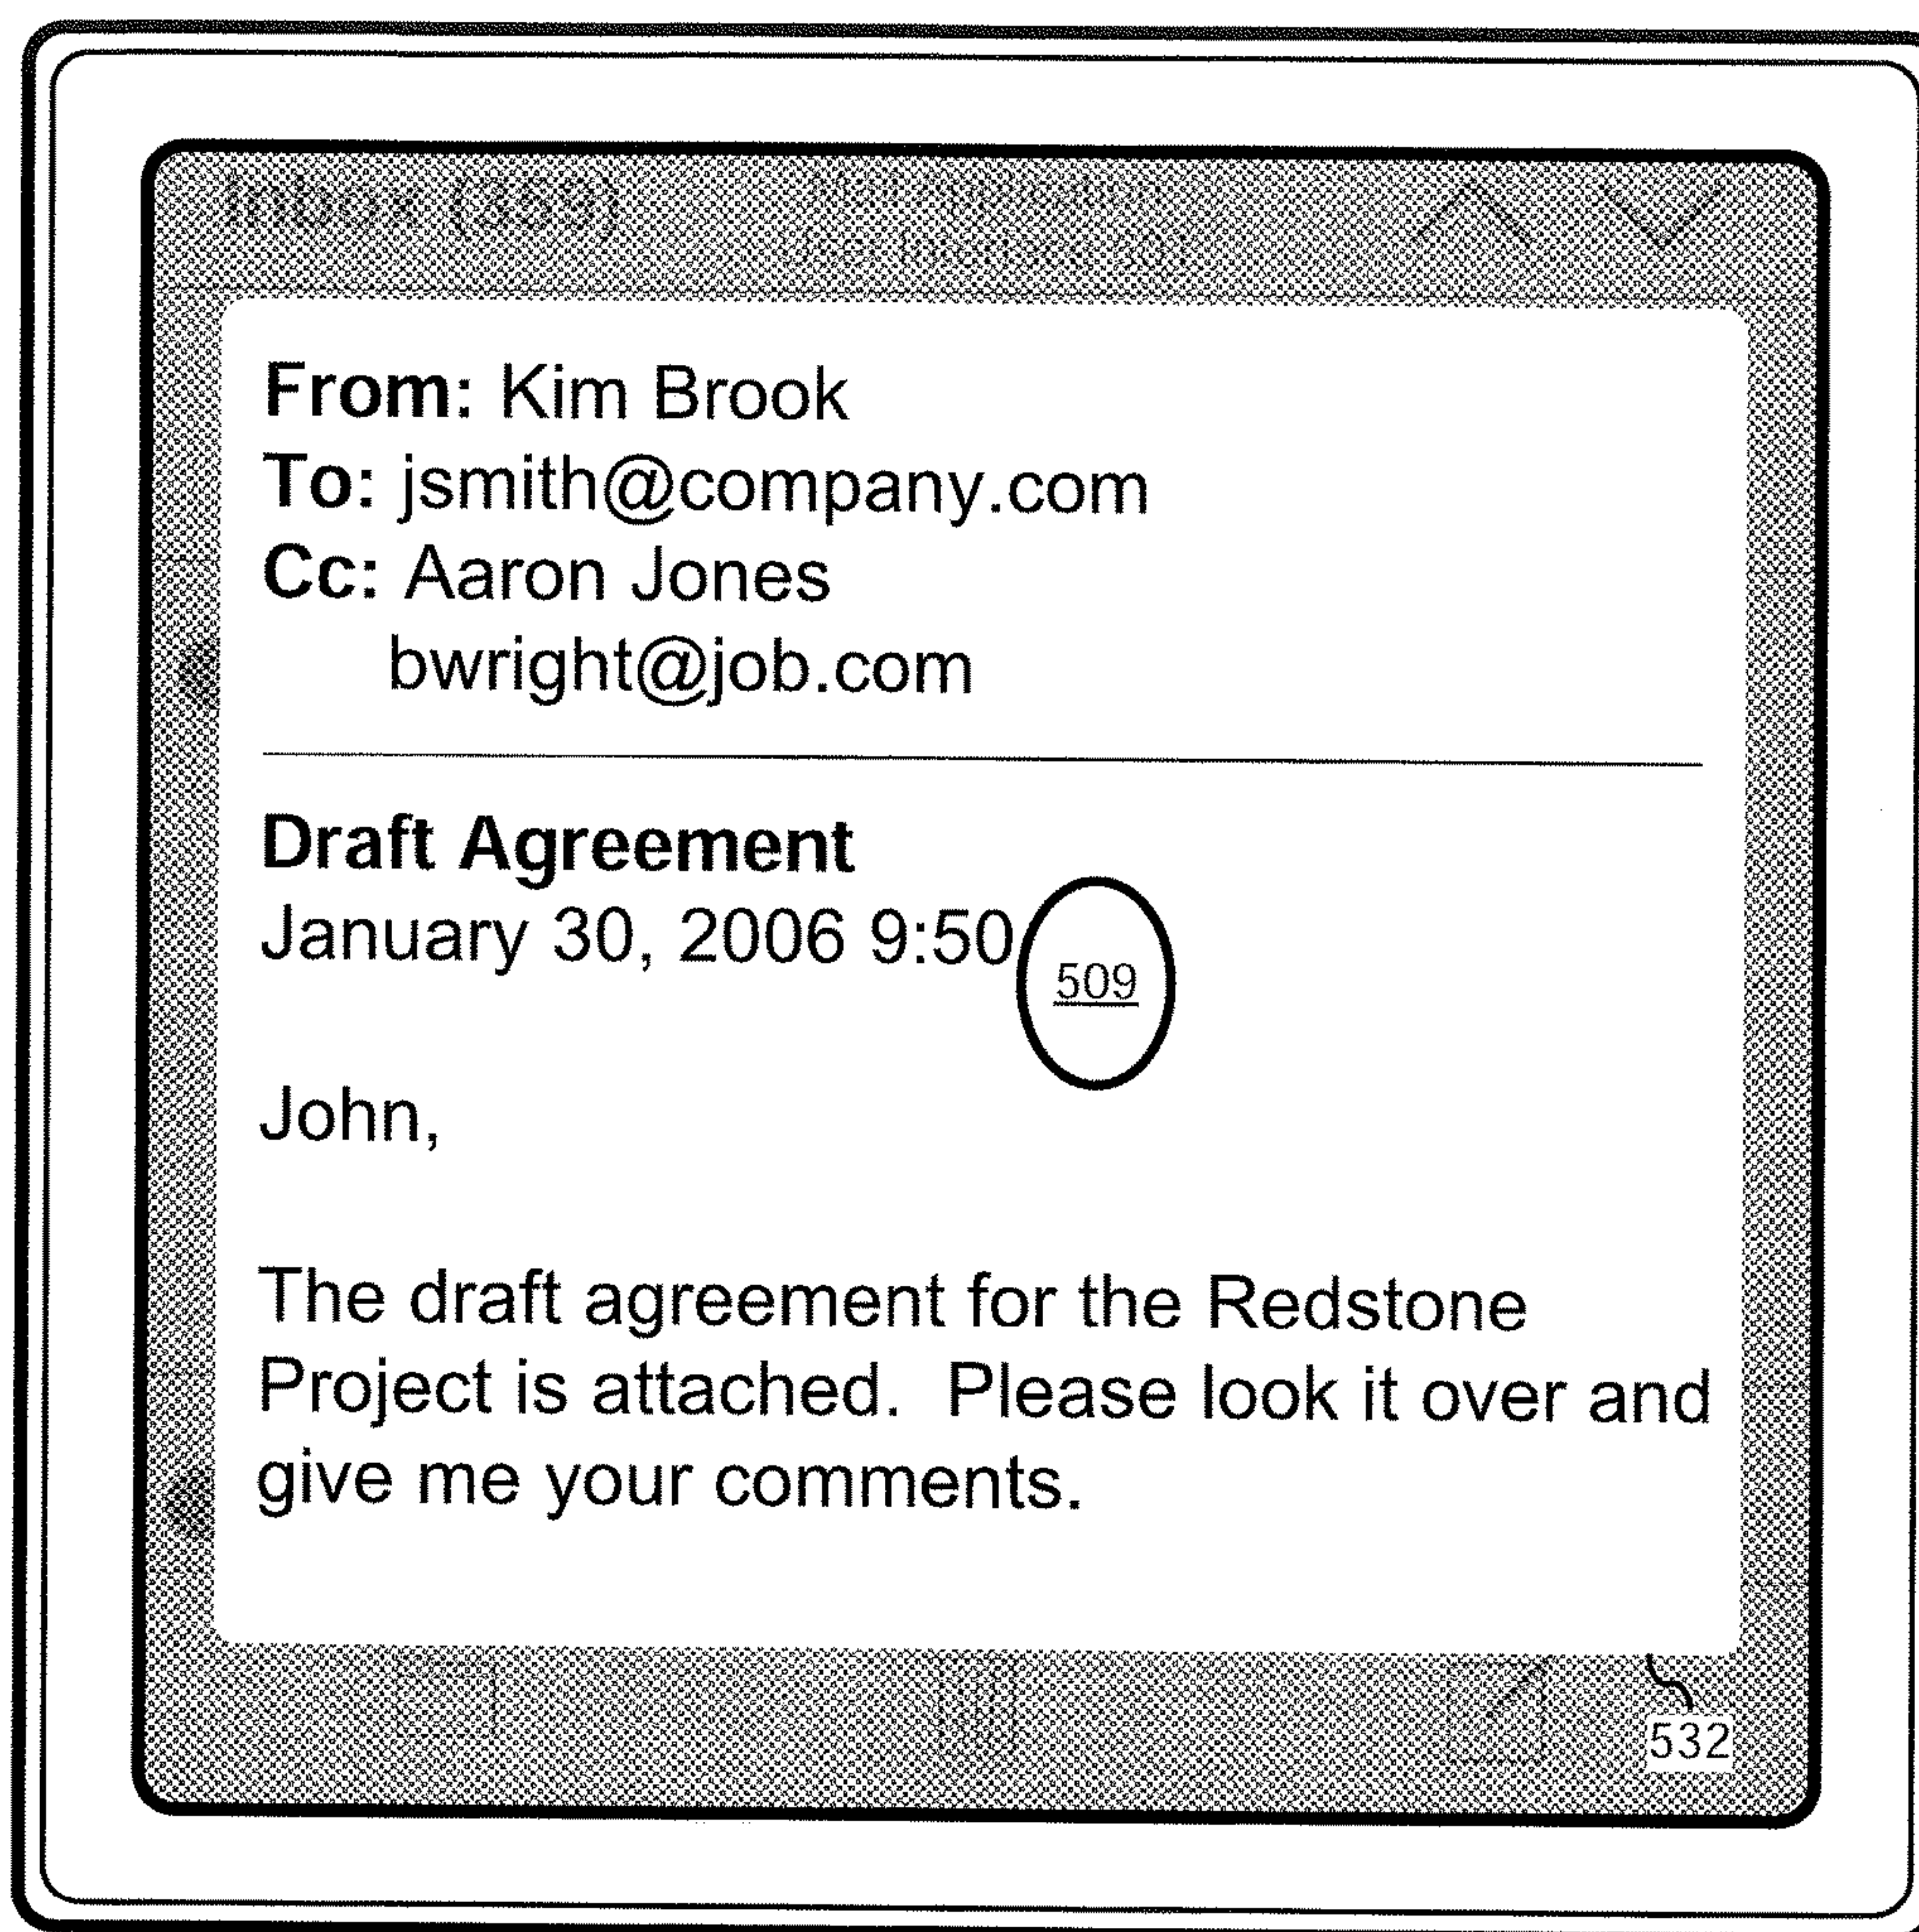 Inbox (353)
From: Kim Brook
To: jsmith@company.com
Cc: Aaron Jones
bwright@job.com
Draft Agreement
January 30, 2006 9:50
509
John,
The draft agreement for the Redstone
Project is attached.  Please look it over and
give me your comments.
532